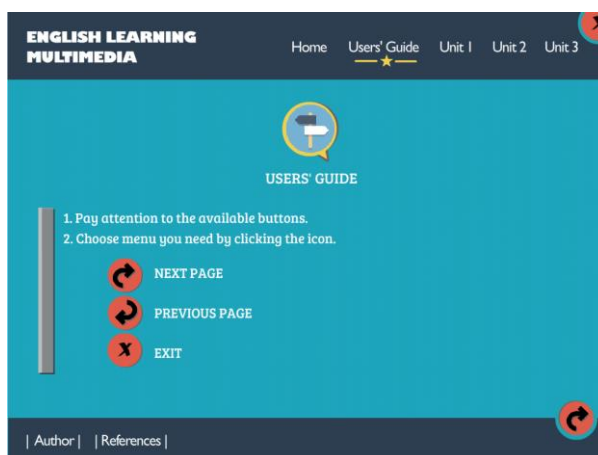 ENGLISH LEARNING
MULTIMEDIA
Home Users' Guide Unit 1 Unit 2 Unit 3
USERS' GUIDE
1. Pay attention to the available buttons.
2. Choose menu you need by clicking the icon.
NEXT PAGE
PREVIOUS PAGE
X EXIT
| Author | | References |